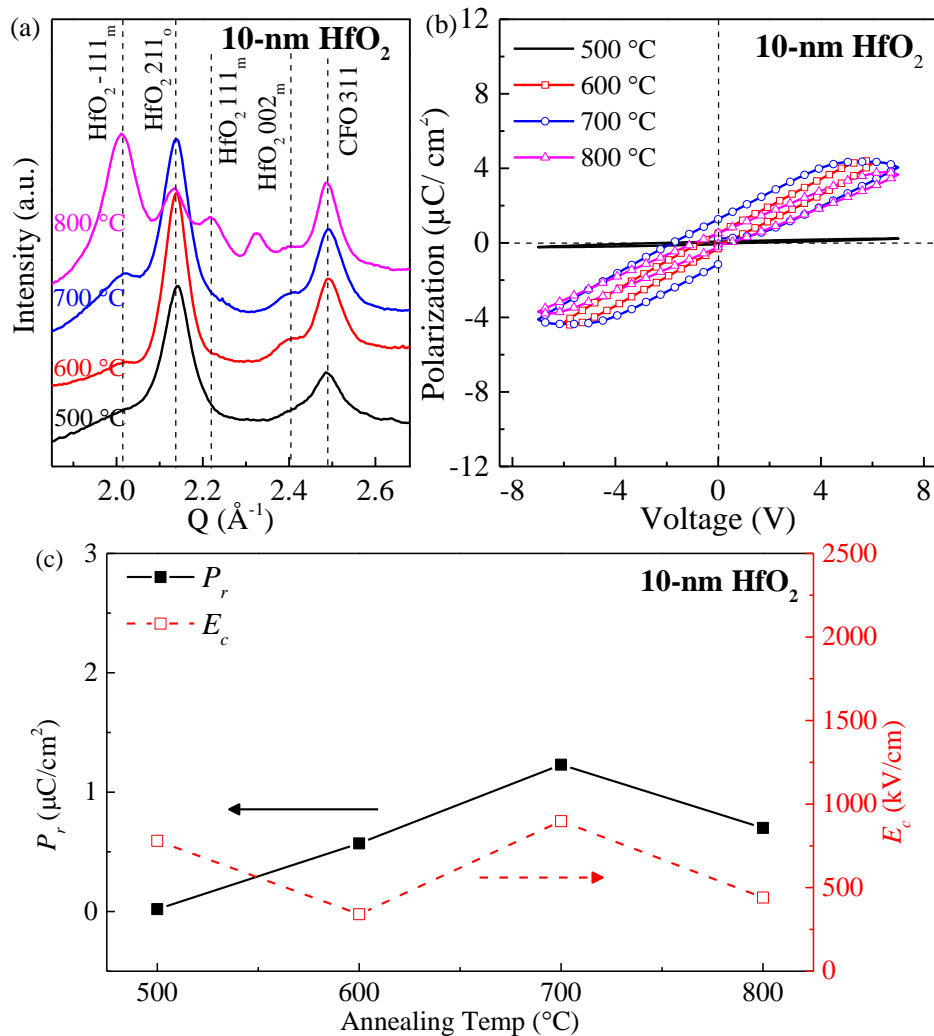 (a)
10-nm HfO₂
HfO₂-111ₘ
HfO₂ 211ₒ
HfO₂ 111ₘ
HfO₂ 002ₘ
CFO 311
800 °C
700 °C
600 °C
500 °C
Intensity (a.u.)
2.0 2.2 2.4 2.6
Q (Å⁻¹)
(b)
10-nm HfO₂
500 °C
600 °C
700 °C
800 °C
Polarization (μC/ cm²)
12
8
4
0
-4
-8
-12
-8 -4 0 4 8
Voltage (V)
(c)
10-nm HfO₂
Pᵣ
E꜀
Pᵣ (μC/cm²)
3
2
1
0
2500
2000
1500
1000
500
0
E꜀ (kV/cm)
500 600 700 800
Annealing Temp (°C)